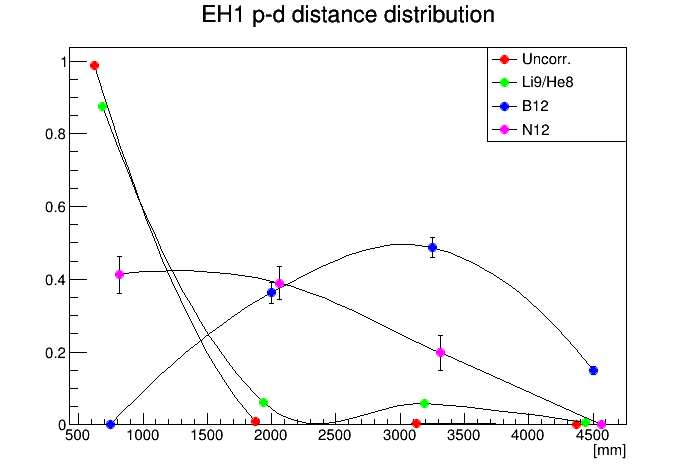 EH1 p-d distance distribution
Uncorr.
Li9/He8
B12
N12
1
0.8
0.6
0.4
0.2
0
500 1000 1500 2000 2500 3000 3500 4000 4500
[mm]